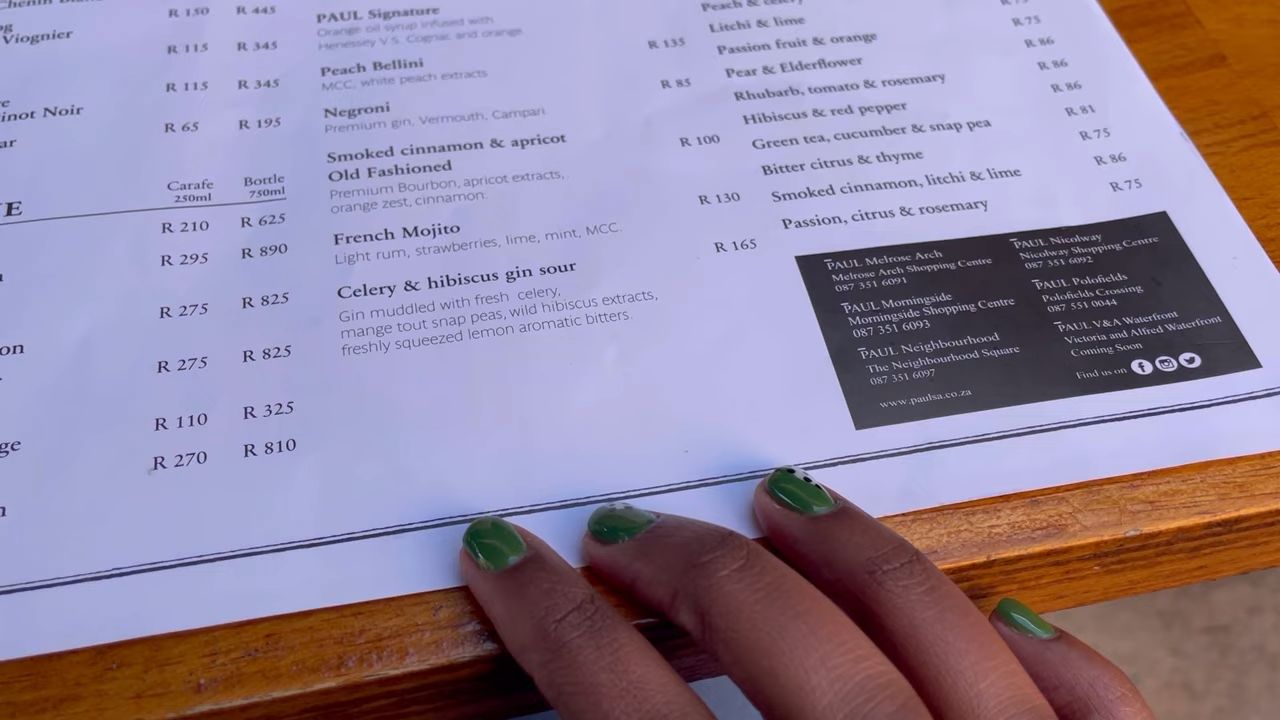 Viognier
R 150 R 445
R 115 R 345
R 115 R 345
inot Noir
R 65 R 195
Carafe Bottle
250ml 750ml
R 210 R 625
R 295 R 890
R 275 R 825
R 275 R 825
R 110 R 325
R 270 R 810
PAUL Signature
Orange oil syrup infused with
Henessey V.S. Cognac and orange
R 135
Peach Bellini
MCC, white peach extracts
R 85
Negroni
Premium gin, Vermouth, Campari
R 100
Smoked cinnamon & apricot
Old Fashioned
Premium Bourbon, apricot extracts,
orange zest, cinnamon.
R 130
French Mojito
Light rum, strawberries, lime, mint, MCC.
R 165
Celery & hibiscus gin sour
Gin muddled with fresh celery,
mange tout snap peas, wild hibiscus extracts,
freshly squeezed lemon aromatic bitters.
Peach & celery
R 75
Litchi & lime
R 75
Passion fruit & orange
R 86
Pear & Elderflower
R 86
Rhubarb, tomato & rosemary
R 86
Hibiscus & red pepper
R 81
Green tea, cucumber & snap pea
R 75
Bitter citrus & thyme
R 86
Smoked cinnamon, litchi & lime
R 75
Passion, citrus & rosemary
PAUL Melrose Arch
Melrose Arch Shopping Centre
087 351 6091
PAUL Morningside
Morningside Shopping Centre
087 351 6093
PAUL Neighbourhood
The Neighbourhood Square
087 351 6097
www.paulsa.co.za
PAUL Nicolway
Nicolway Shopping Centre
087 351 6092
PAUL Polofields
Polofields Crossing
087 551 0044
PAUL V&A Waterfront
Victoria and Alfred Waterfront
Coming Soon
Find us on